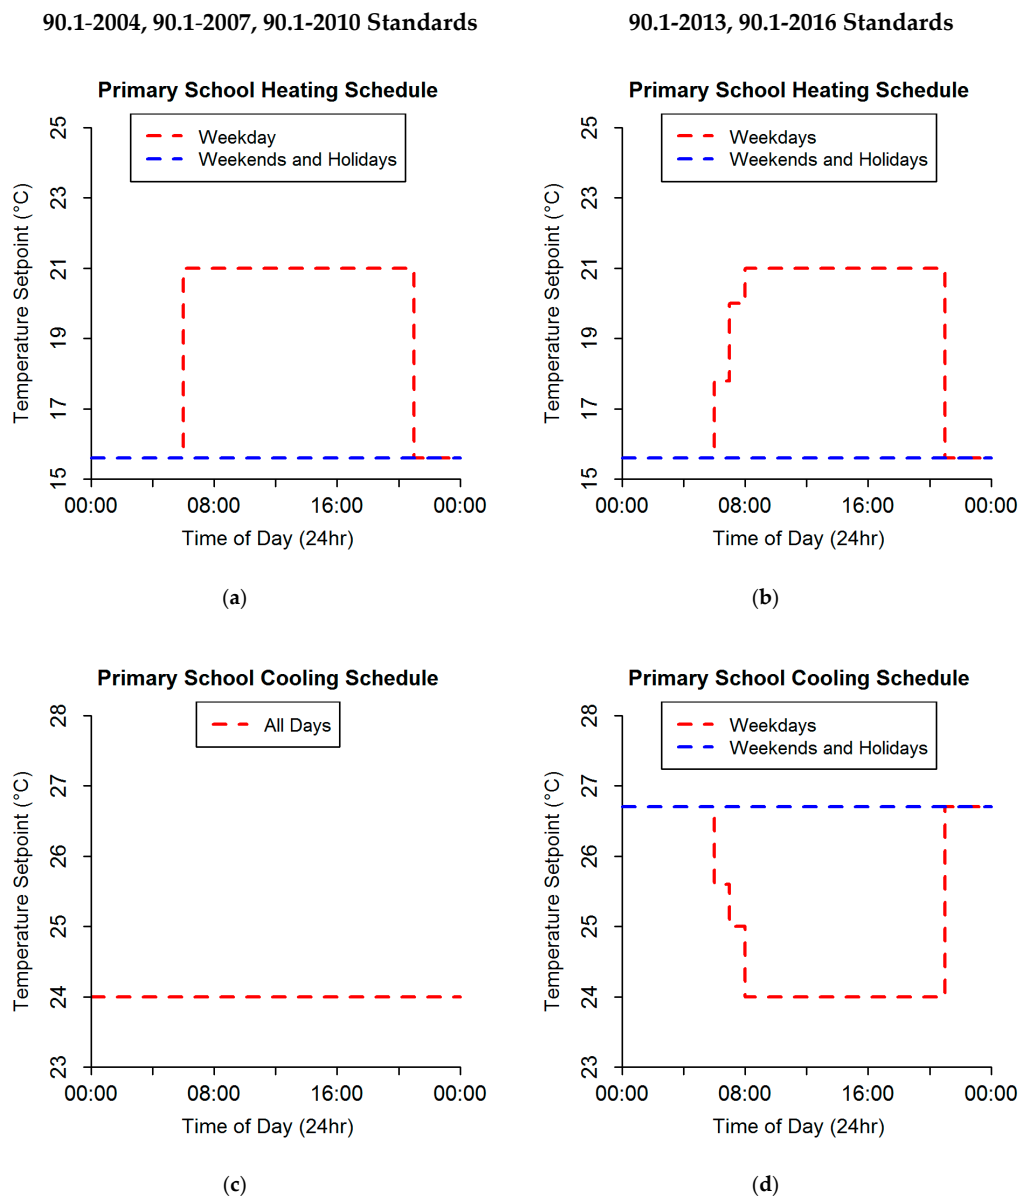 90.1-2004, 90.1-2007, 90.1-2010 Standards
90.1-2013, 90.1-2016 Standards
Primary School Heating Schedule
Weekday
Weekends and Holidays
Temperature Setpoint (°C)
25
23
21
19
17
15
00:00 08:00 16:00 00:00
Time of Day (24hr)
(a)
Primary School Heating Schedule
Weekdays
Weekends and Holidays
Temperature Setpoint (°C)
25
23
21
19
17
15
00:00 08:00 16:00 00:00
Time of Day (24hr)
(b)
Primary School Cooling Schedule
All Days
Temperature Setpoint (°C)
28
27
26
25
24
23
00:00 08:00 16:00 00:00
Time of Day (24hr)
(c)
Primary School Cooling Schedule
Weekdays
Weekends and Holidays
Temperature Setpoint (°C)
28
27
26
25
24
23
00:00 08:00 16:00 00:00
Time of Day (24hr)
(d)